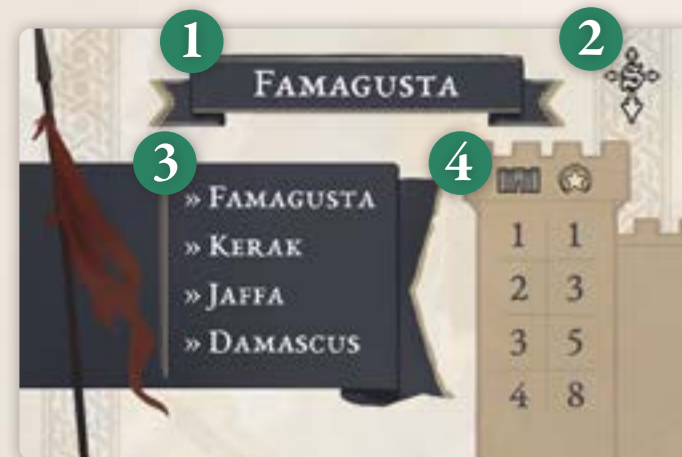 1
2
FAMAGUSTA
3
4
» FAMAGUSTA
» KERAK
» JAFFA
» DAMASCUS
1 1
2 3
3 5
4 8